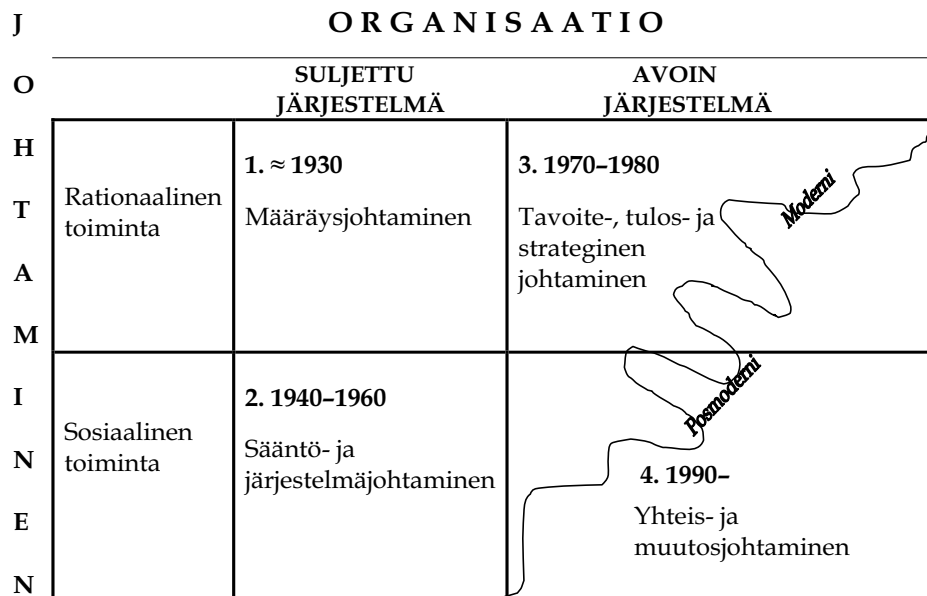 O R G A N I S A A T I O
J
O
H
T
A
M
I
N
E
N
SULJETTU
JÄRJESTELMÄ
AVOIN
JÄRJESTELMÄ
Rationaalinen
toiminta
1. ≈ 1930
Määräysjohtaminen
3. 1970–1980
Tavoite-, tulos- ja
strateginen
johtaminen
Moderni
Sosiaalinen
toiminta
2. 1940–1960
Sääntö- ja
järjestelmäjohtaminen
Posmoderni
4. 1990–
Yhteis- ja
muutosjohtaminen